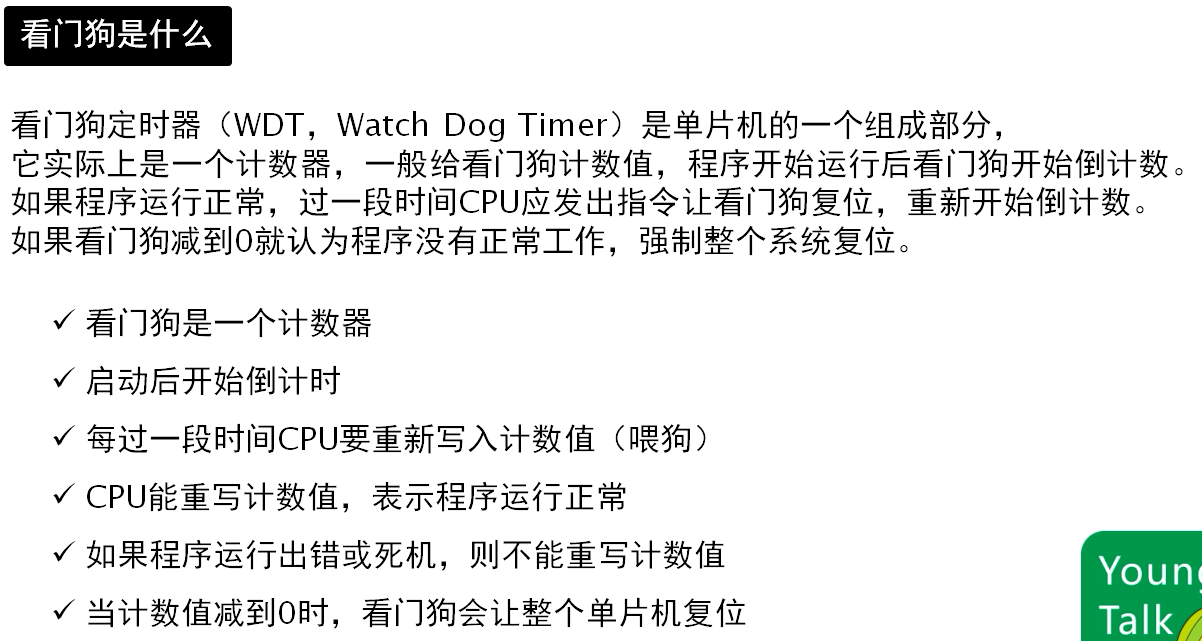 看门狗是什么
看门狗定时器（WDT，Watch Dog Timer）是单片机的一个组成部分，
它实际上是一个计数器，一般给看门狗计数值，程序开始运行后看门狗开始倒计数。
如果程序运行正常，过一段时间CPU应发出指令让看门狗复位，重新开始倒计数。
如果看门狗减到0就认为程序没有正常工作，强制整个系统复位。
✓ 看门狗是一个计数器
✓ 启动后开始倒计时
✓ 每过一段时间CPU要重新写入计数值（喂狗）
✓ CPU能重写计数值，表示程序运行正常
✓ 如果程序运行出错或死机，则不能重写计数值
✓ 当计数值减到0时，看门狗会让整个单片机复位
Young
Talk